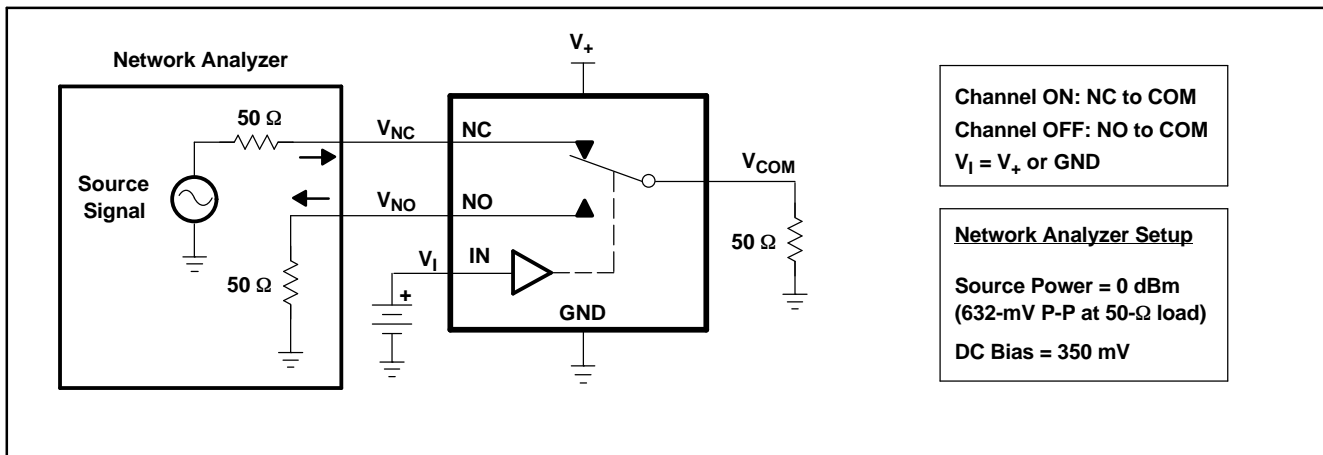 Network Analyzer
V+
50 Ω
VNC
NC
Source
Signal
VNO
NO
50 Ω
VI
IN
+
GND
VCOM
50 Ω
Channel ON: NC to COM
Channel OFF: NO to COM
VI = V+ or GND
Network Analyzer Setup
Source Power = 0 dBm
(632-mV P-P at 50-Ω load)
DC Bias = 350 mV